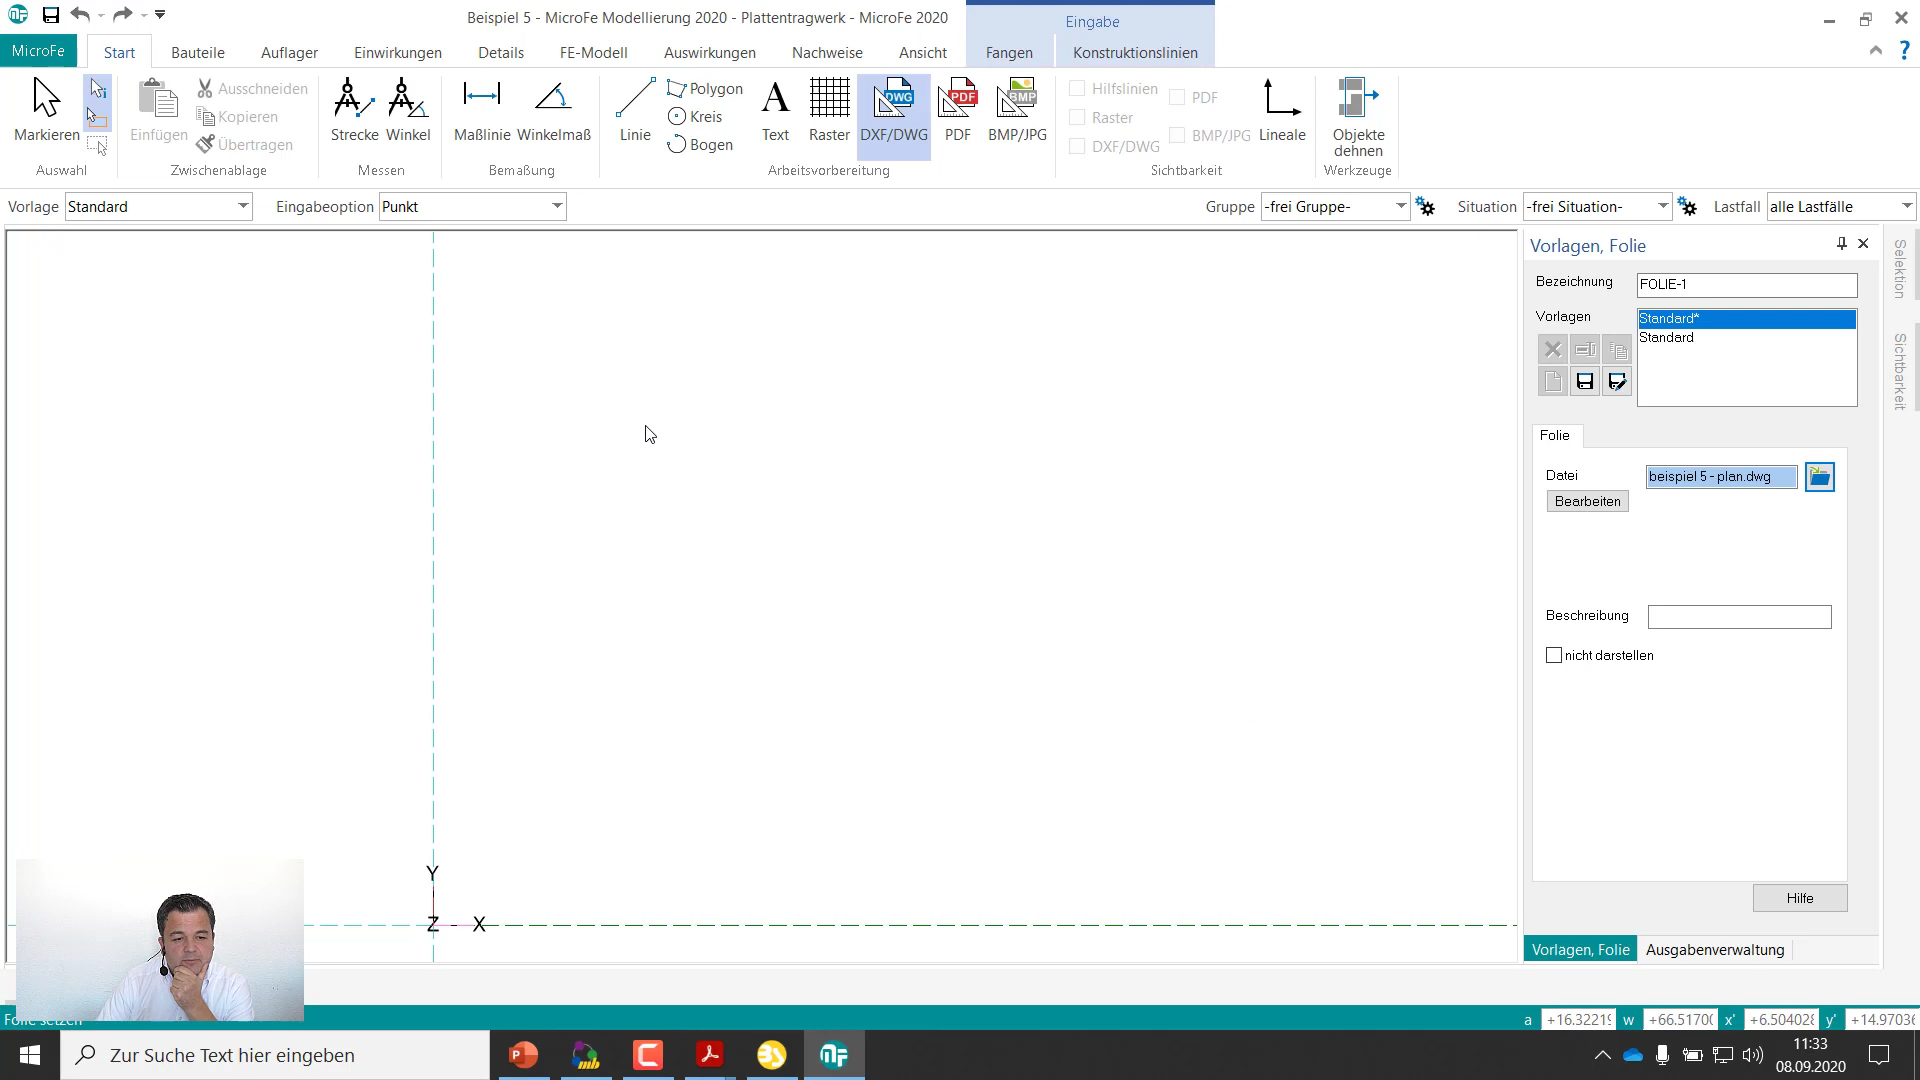 Beispiel 5 - MicroFe Modellierung 2020 - Plattentragwerk - MicroFe 2020
Eingabe
MicroFe
Start
Bauteile
Auflager
Einwirkungen
Details
FE-Modell
Auswirkungen
Nachweise
Ansicht
Fangen
Konstruktionslinien
?
Markieren
Einfügen
Ausschneiden
Kopieren
Übertragen
Strecke
Winkel
Maßlinie
Winkelmaß
Linie
Polygon
Kreis
Bogen
A
Text
Raster
DWG
DXF/DWG
PDF
PDF
BMP
BMP/JPG
Hilfslinien
Raster
DXF/DWG
PDF
BMP/JPG
Lineale
Objekte
dehnen
Auswahl
Zwischenablage
Messen
Bemaßung
Arbeitsvorbereitung
Sichtbarkeit
Werkzeuge
Vorlage Standard
Eingabeoption Punkt
Gruppe -frei Gruppe-
Situation -frei Situation-
Lastfall alle Lastfälle
Vorlagen, Folie
Bezeichnung FOLIE-1
Vorlagen
Standard*
Standard
Folie
Datei beispiel 5 - plan.dwg
Bearbeiten
Beschreibung
nicht darstellen
Hilfe
Vorlagen, Folie
Ausgabenverwaltung
Selektion
Sichtbarkeit
Y
Z
X
Folie setzen
a +16.3221
w +66.5170
x' +6.50402
y' +14.9703
Zur Suche Text hier eingeben
11:33
08.09.2020